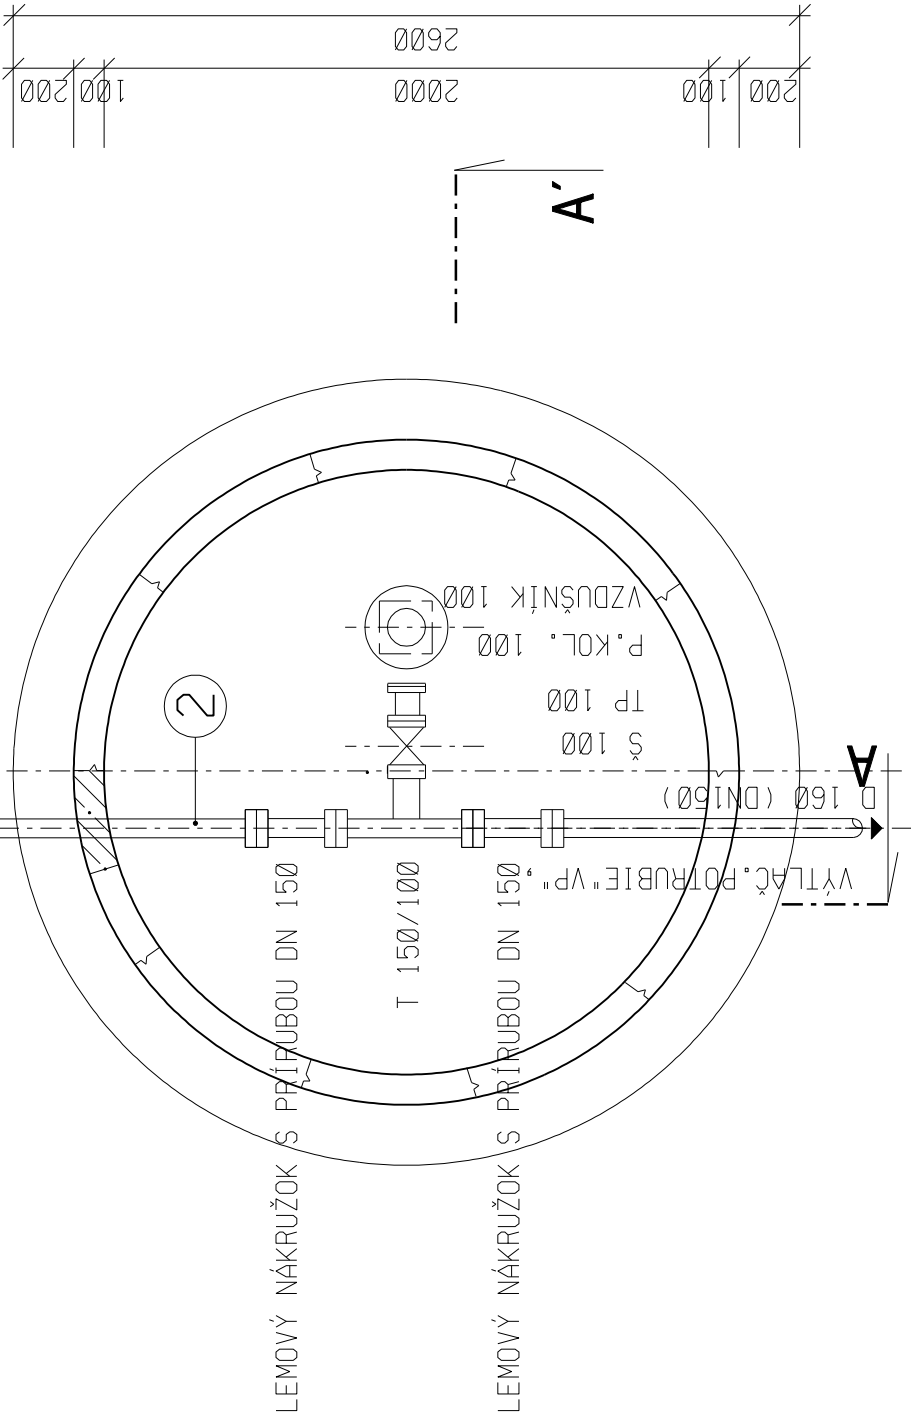 2600
200
100
2000
100
200
A´
VZDUŠNÍK 100
P.KOL. 100
TP 100
Š 100
2
A
D 160 (DN150)
VÝTLAČ.POTRUBIE"VP",
T 150/100
LEMOVÝ NÁKRUŽOK S PRÍRUBOU DN 150
LEMOVÝ NÁKRUŽOK S PRÍRUBOU DN 150